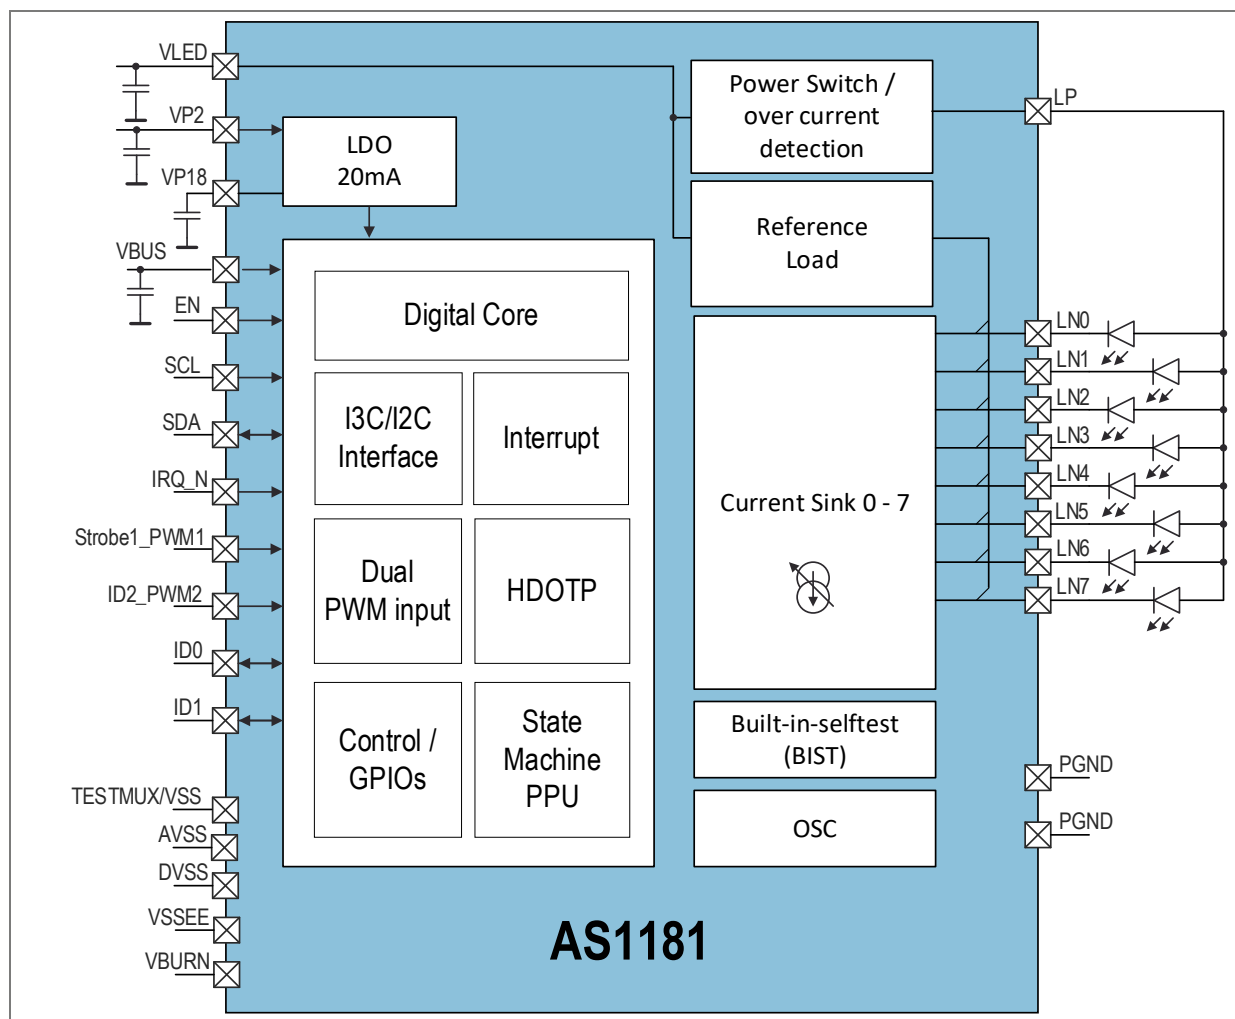 VLED
VP2
VP18
VBUS
EN
SCL
SDA
IRQ_N
Strobe1_PWM1
ID2_PWM2
ID0
ID1
TESTMUX/VSS
AVSS
DVSS
VSSEE
VBURN
LDO
20mA
Digital Core
I3C/I2C
Interface
Interrupt
Dual
PWM input
HDOTP
Control /
GPIOs
State
Machine
PPU
Power Switch /
over current
detection
Reference
Load
Current Sink 0 - 7
Built-in-selftest
(BIST)
OSC
LP
LN0
LN1
LN2
LN3
LN4
LN5
LN6
LN7
PGND
PGND
AS1181